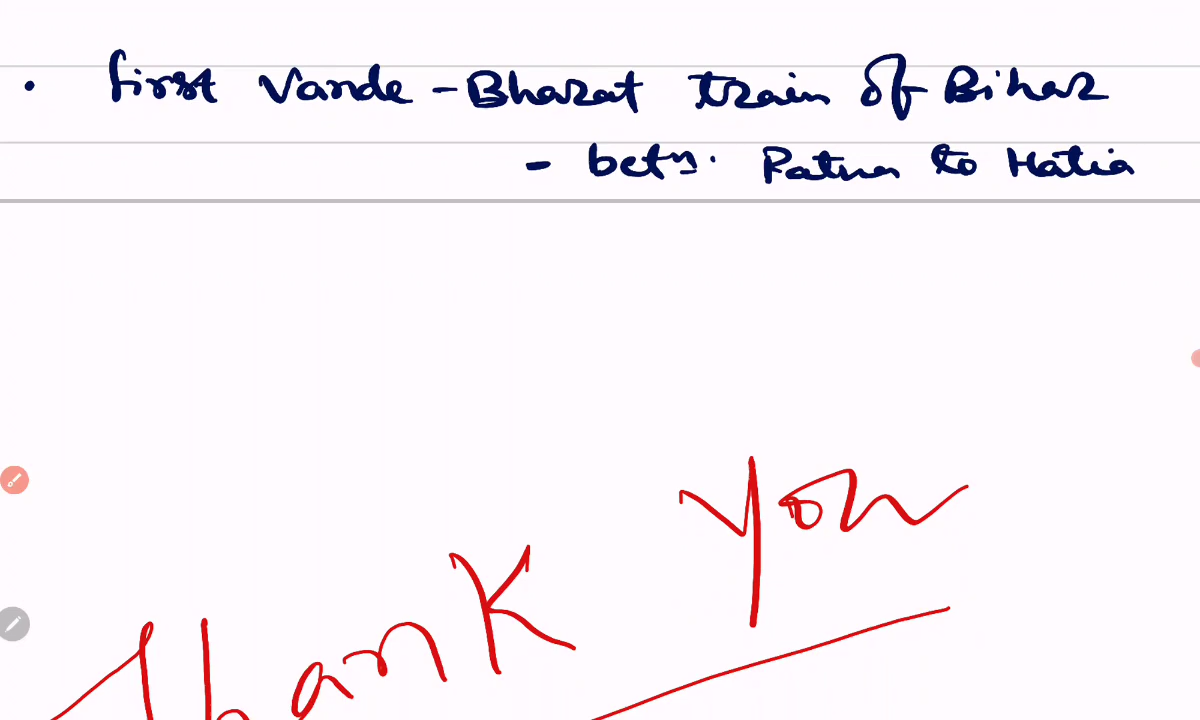 • first Vande-Bharat train of Bihar
- betn. Patna to Hatia
Thank You